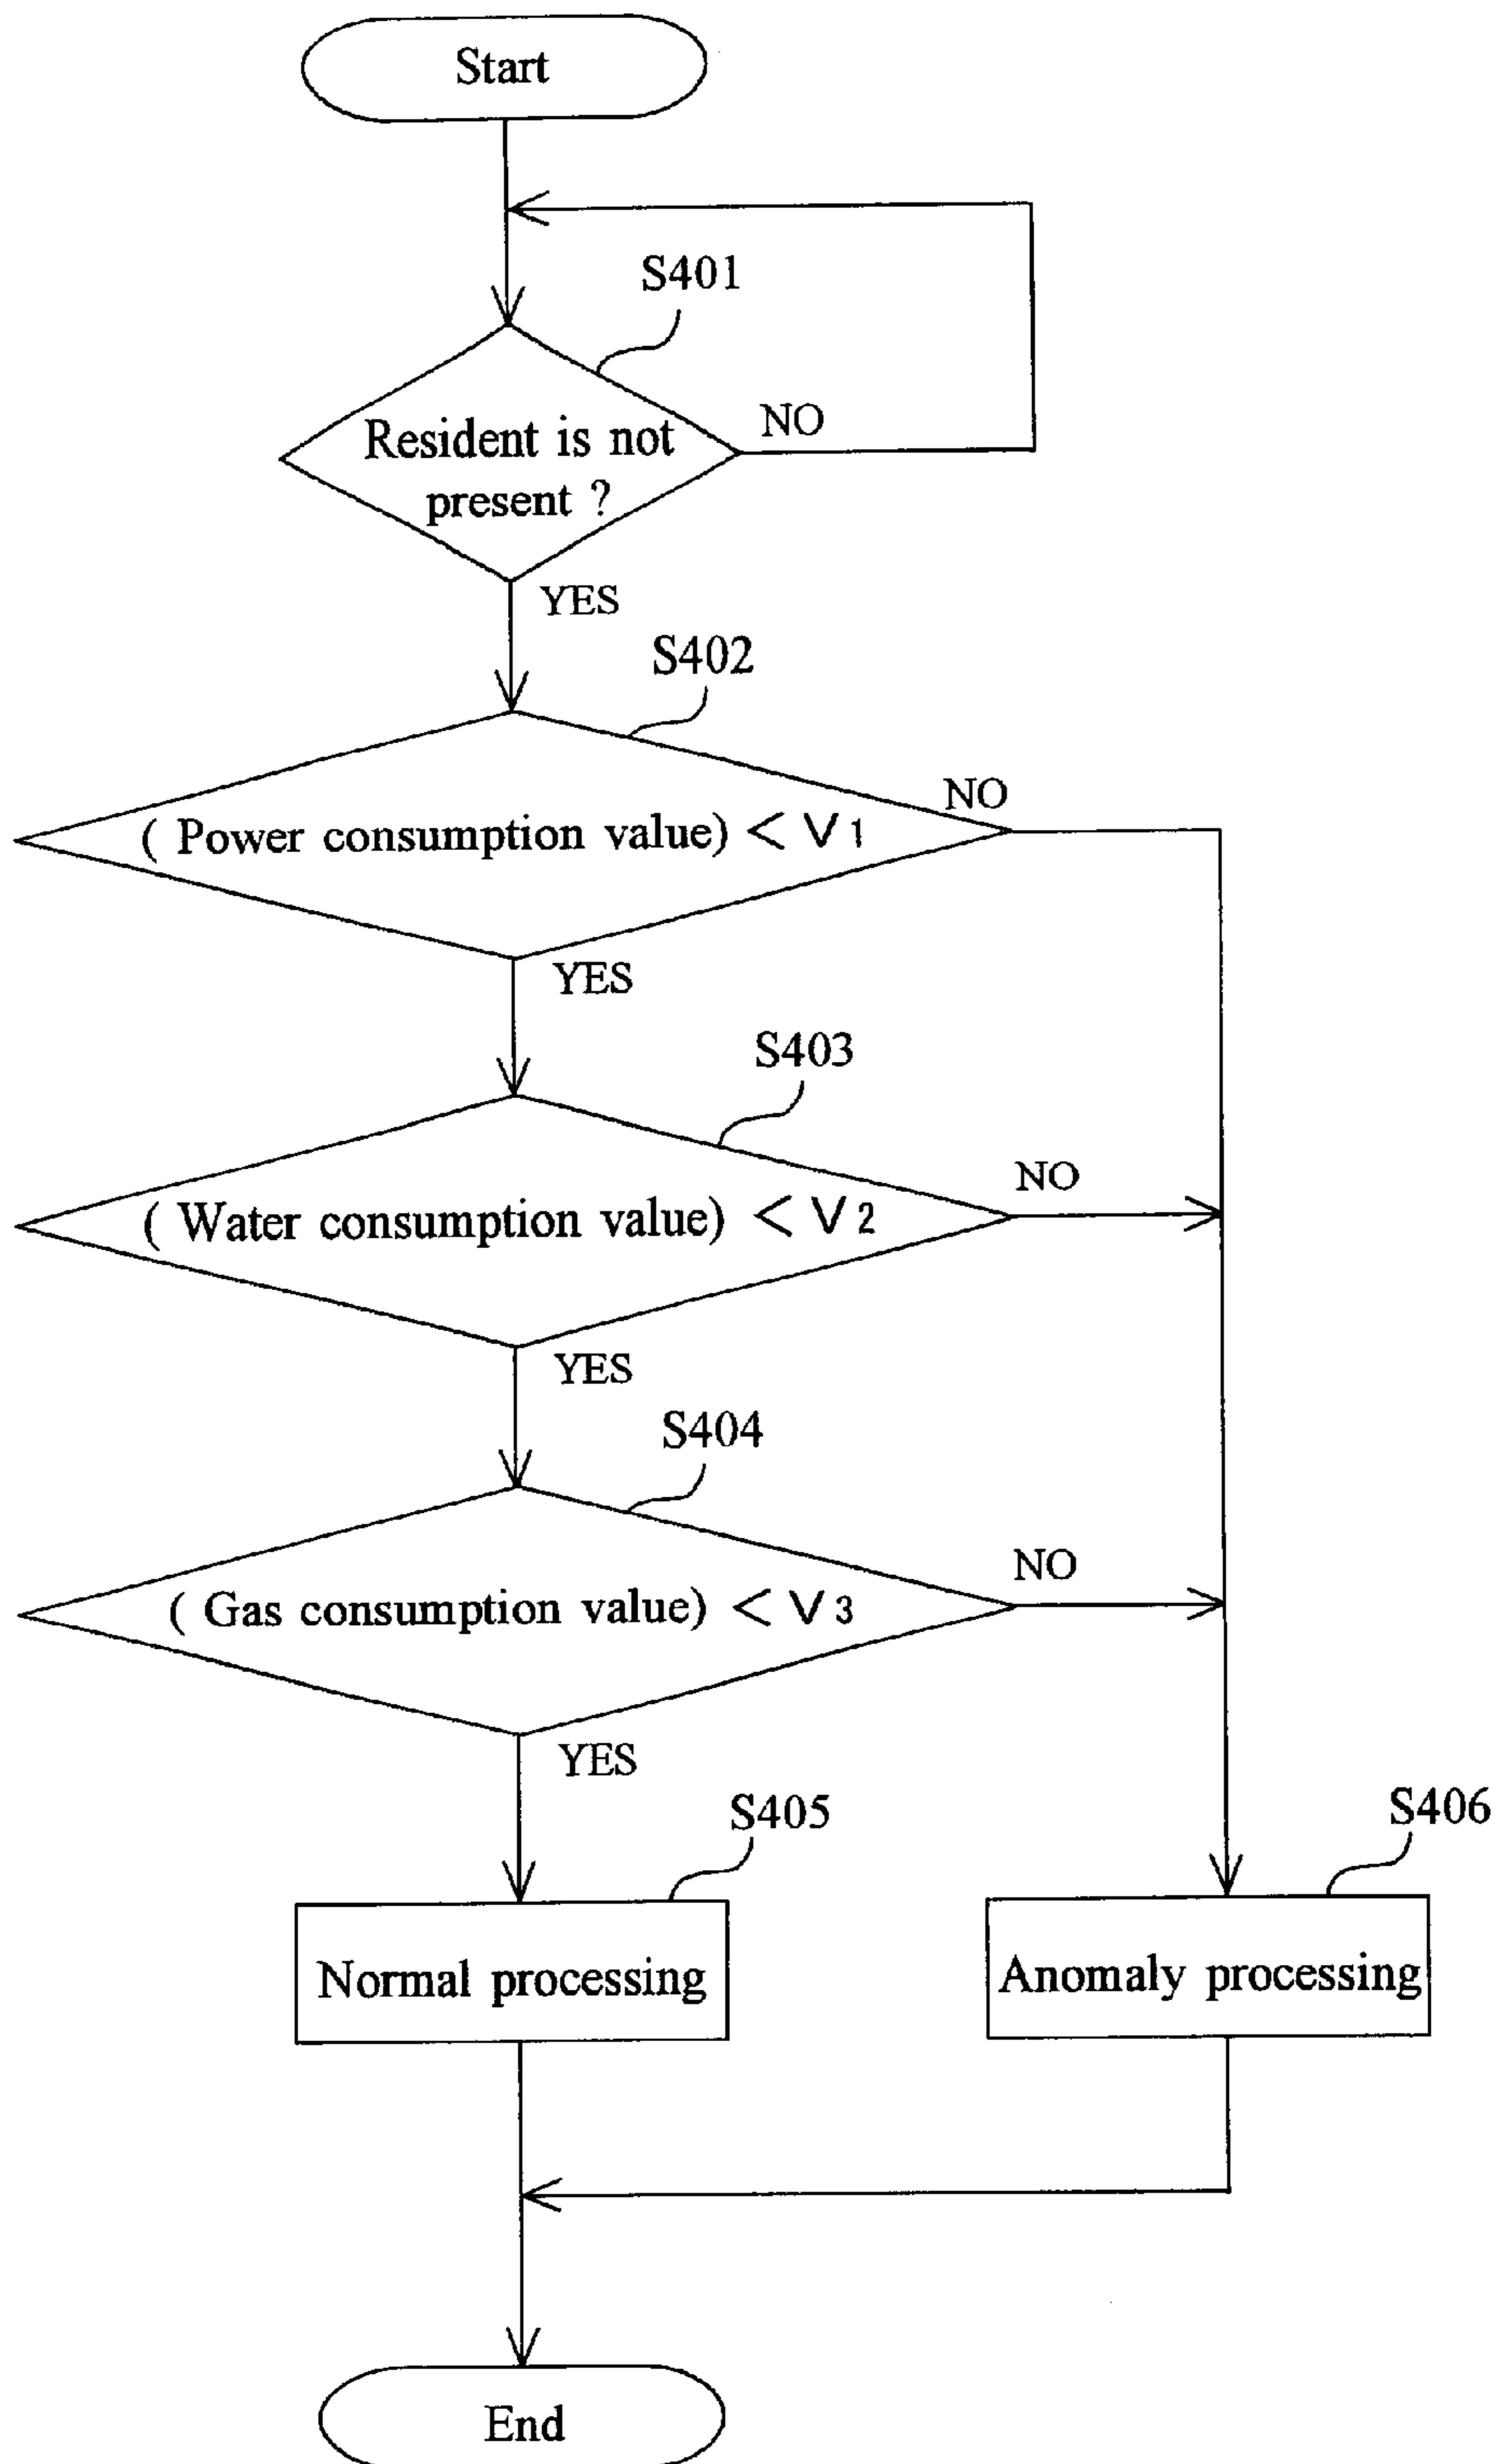 Start
S401
Resident is not
present ?
NO
YES
S402
( Power consumption value) < V1
NO
YES
S403
( Water consumption value) < V2
NO
YES
S404
( Gas consumption value) < V3
NO
YES
S405
Normal processing
S406
Anomaly processing
End